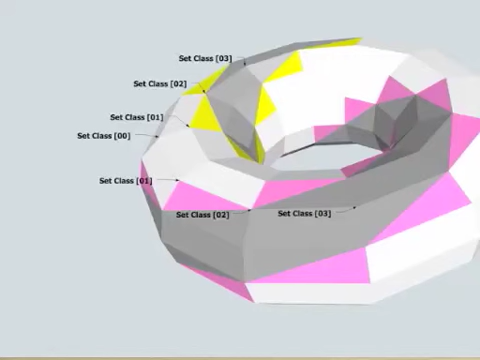 Set Class [03]
Set Class [02]
Set Class [01]
Set Class [00]
Set Class [01]
Set Class [02]
Set Class [03]